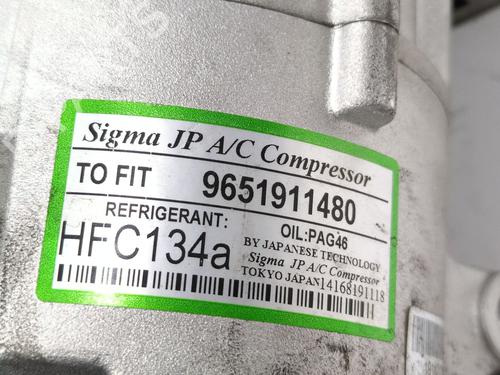 Sigma JP A/C Compressor
TO FIT 9651911480
REFRIGERANT: OIL:PAG46
HFC134a BY JAPANESE TECHNOLOGY
Sigma JP A/C Compressor
TOKYO JAPAN 14168191118